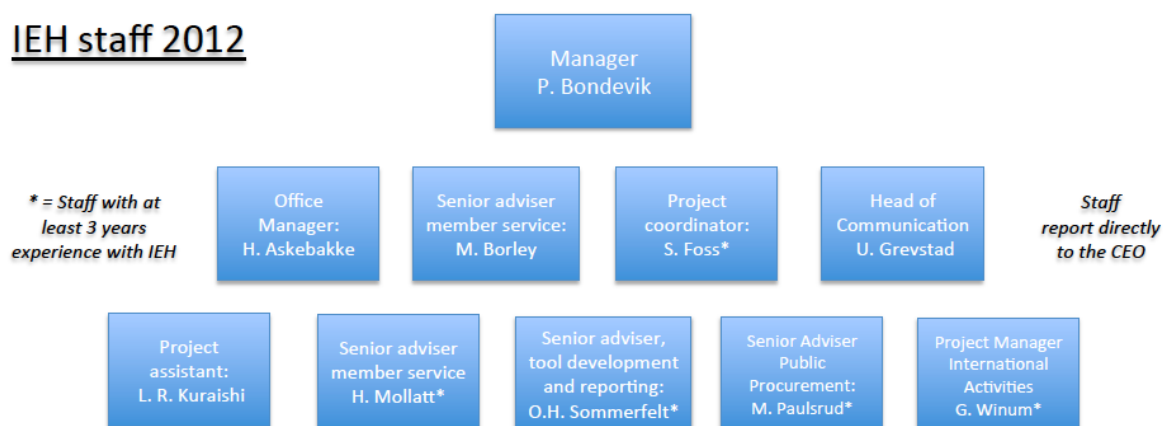 IEH staff 2012
Manager
P. Bondevik
* = Staff with at
least 3 years
experience with IEH
Office
Manager:
H. Askebakke
Senior adviser
member service:
M. Borley
Project
coordinator:
S. Foss*
Head of
Communication
U. Grevstad
Staff
report directly
to the CEO
Project
assistant:
L. R. Kuraishi
Senior adviser
member service
H. Mollatt*
Senior adviser,
tool development
and reporting:
O.H. Sommerfelt*
Senior Adviser
Public
Procurement:
M. Paulsrud*
Project Manager
International
Activities
G. Winum*